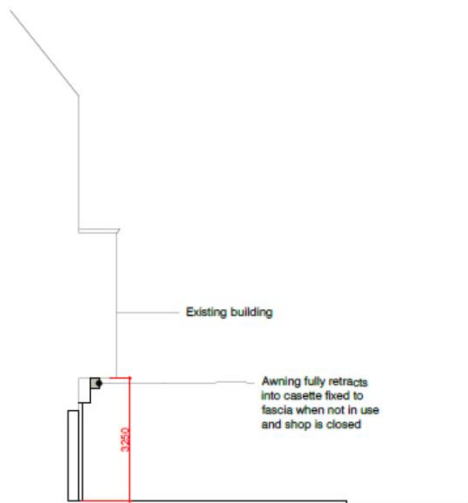 Existing building
Awning fully retracts
into casette fixed to
fascia when not in use
and shop is closed
3250